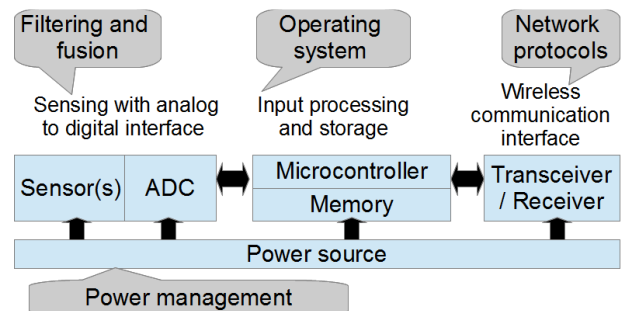 Filtering and
fusion
Operating
system
Network
protocols
Sensing with analog
to digital interface
Input processing
and storage
Wireless
communication
interface
Sensor(s)
ADC
Microcontroller
Memory
Transceiver
/ Receiver
Power source
Power management